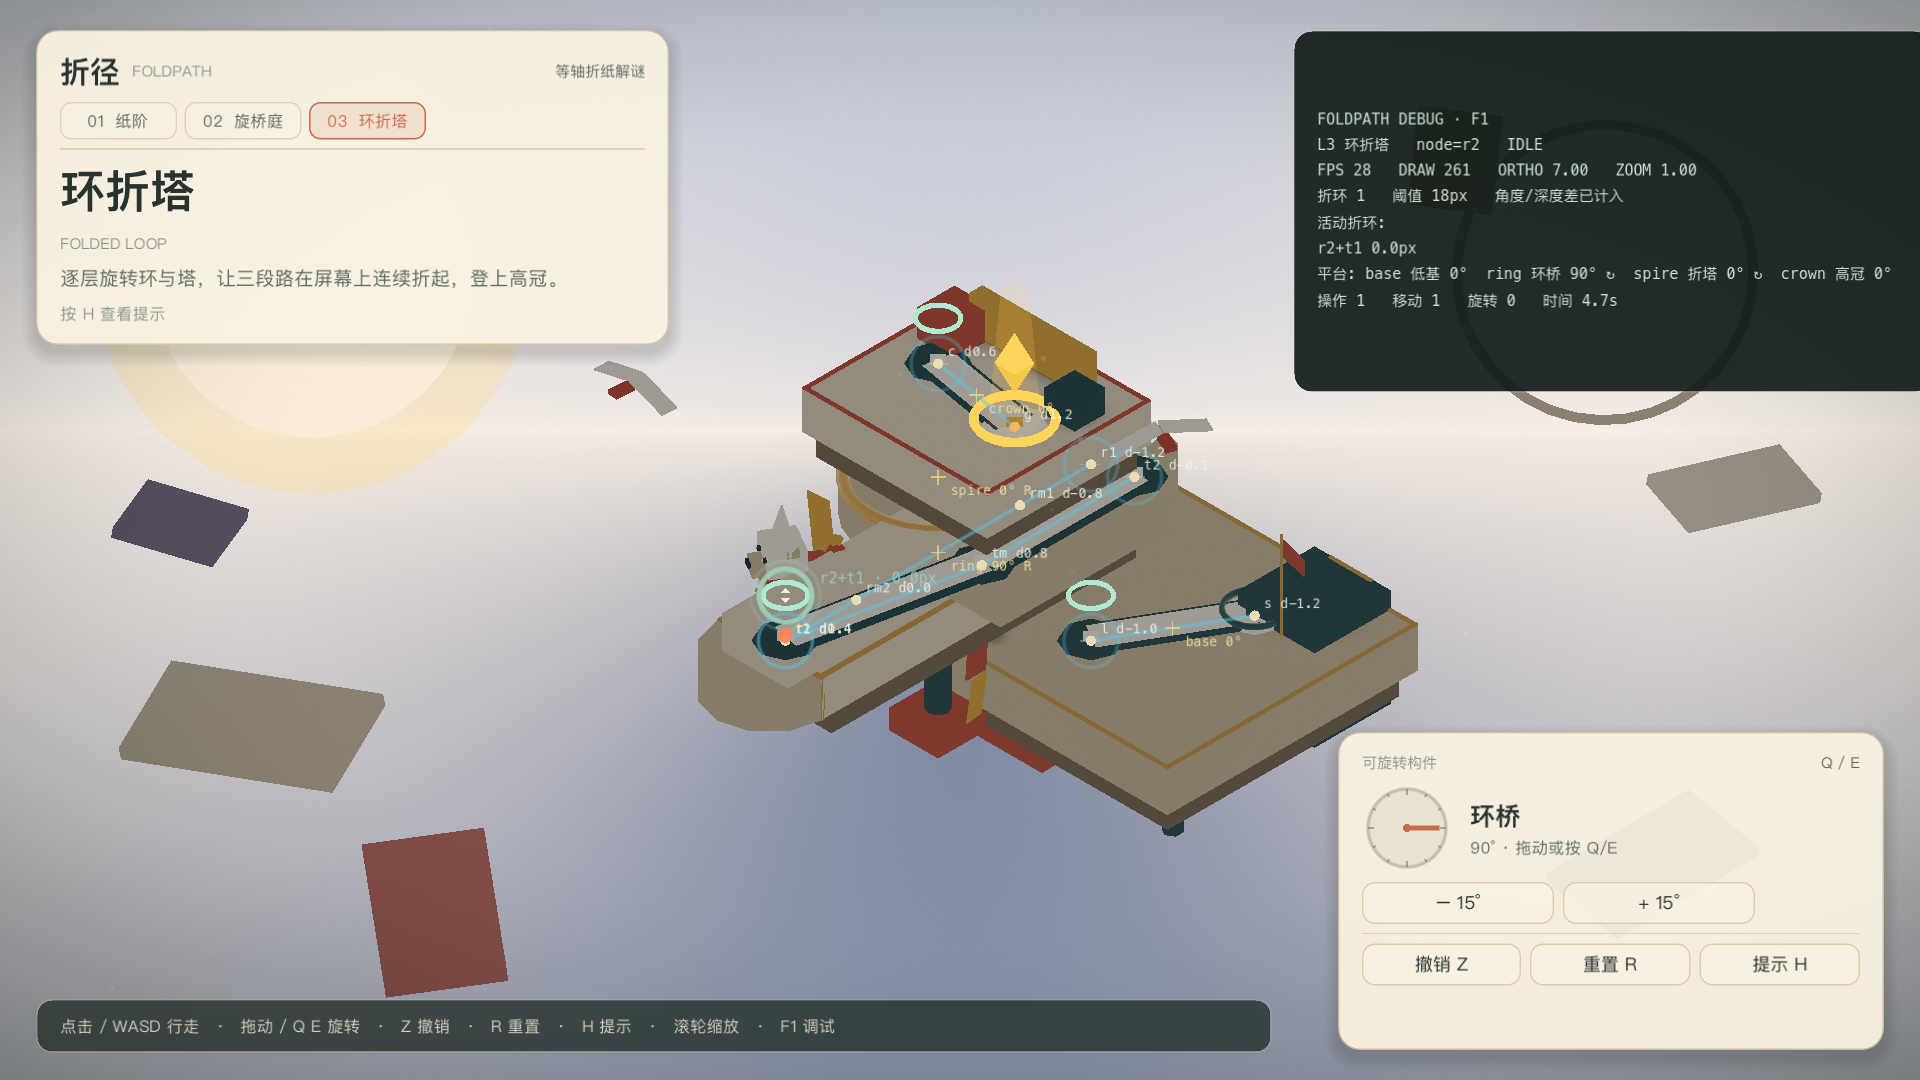 折径 FOLDPATH 等轴折纸解谜
01 纸阶 02 旋桥庭 03 环折塔
环折塔
FOLDED LOOP
逐层旋转环与塔，让三段路在屏幕上连续折起，登上高冠。
按 H 查看提示
FOLDPATH DEBUG · F1
L3 环折塔 node=r2 IDLE
FPS 28 DRAW 261 ORTHO 7.00 ZOOM 1.00
折环 1 阈值 18px 角度/深度差已计入
活动折环:
r2+t1 0.0px
平台: base 低基 0° ring 环桥 90° ↻ spire 折塔 0° ↻ crown 高冠 0°
操作 1 移动 1 旋转 0 时间 4.7s
c d0.6
crown 0°
r1 d-1.2
t2 d-0.1
spire 0° R
rm1 d-0.8
tm d0.8
ring 90° R
r2+t1 · 0.0px
rm2 d0.0
s d-1.2
l d-1.0
base 0°
可旋转构件 Q / E
环桥
90° · 拖动或按 Q/E
— 15° + 15°
撤销 Z 重置 R 提示 H
点击 / WASD 行走 · 拖动 / Q E 旋转 · Z 撤销 · R 重置 · H 提示 · 滚轮缩放 · F1 调试